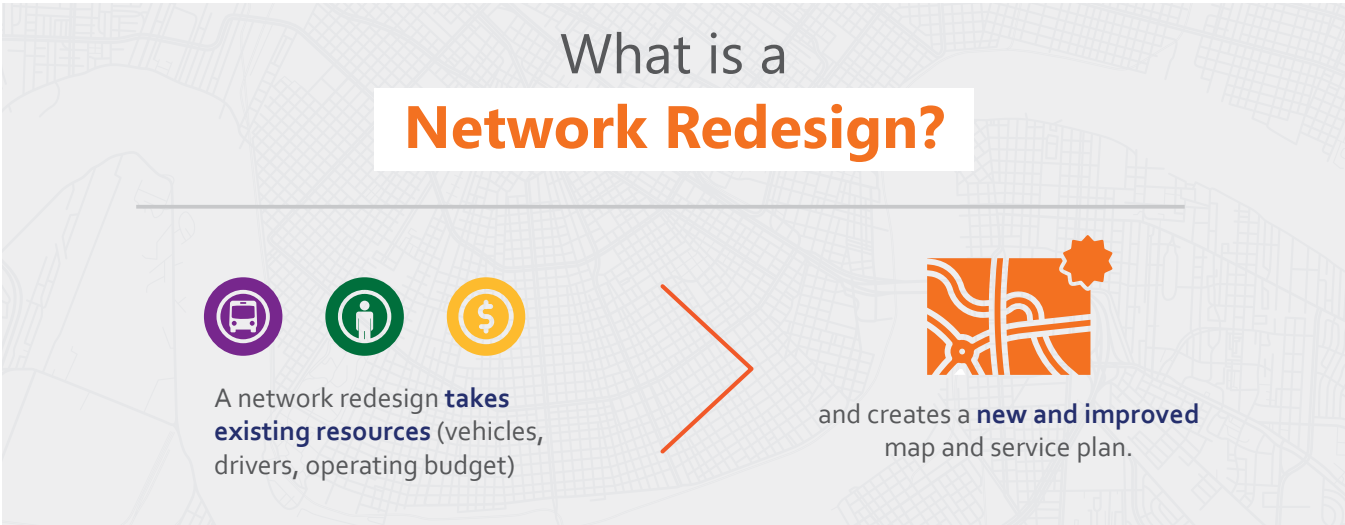 What is a
Network Redesign?
$
A network redesign takes
existing resources (vehicles,
drivers, operating budget)
and creates a new and improved
map and service plan.